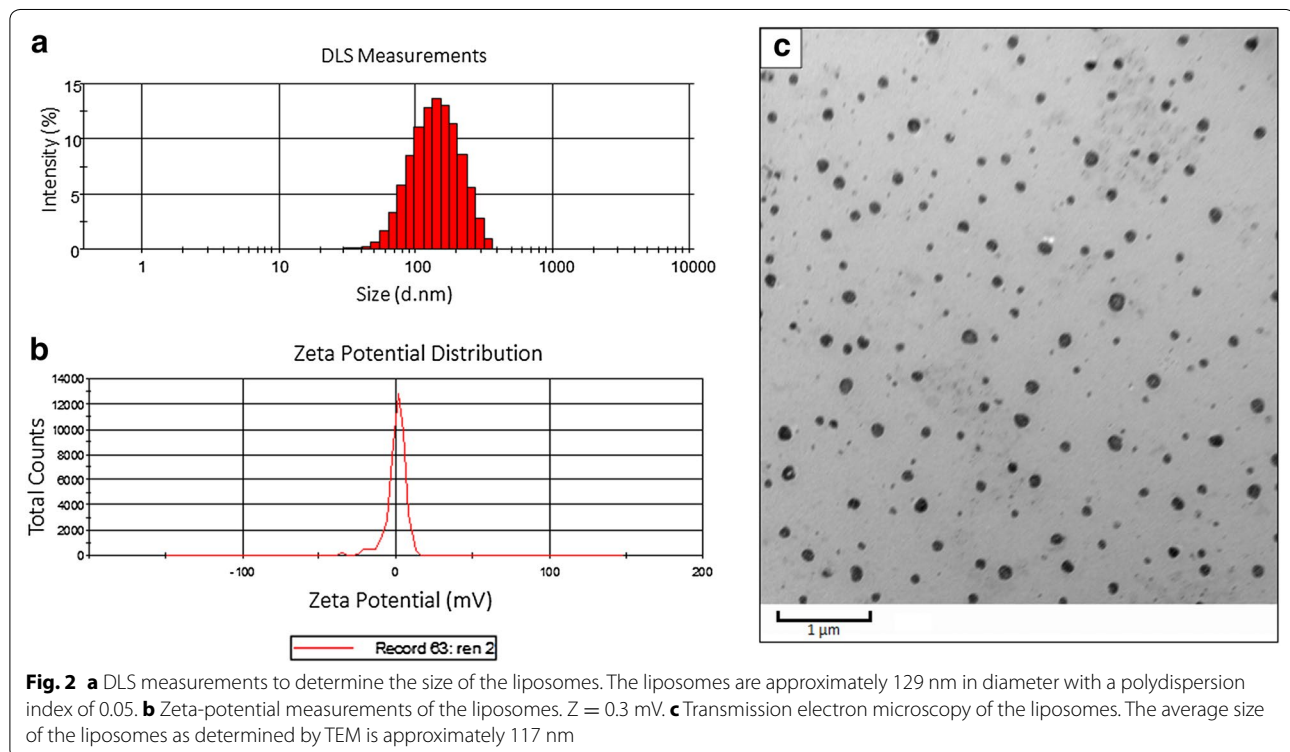 a
DLS Measurements
15
10
5
0
Intensity (%)
1 10 100 1000 10000
Size (d.nm)
b
Zeta Potential Distribution
14000
12000
10000
8000
6000
4000
2000
0
Total Counts
-100 0 100 200
Zeta Potential (mV)
Record 63: ren 2
c
1 µm
Fig. 2 a DLS measurements to determine the size of the liposomes. The liposomes are approximately 129 nm in diameter with a polydispersion
index of 0.05. b Zeta-potential measurements of the liposomes. Z = 0.3 mV. c Transmission electron microscopy of the liposomes. The average size
of the liposomes as determined by TEM is approximately 117 nm